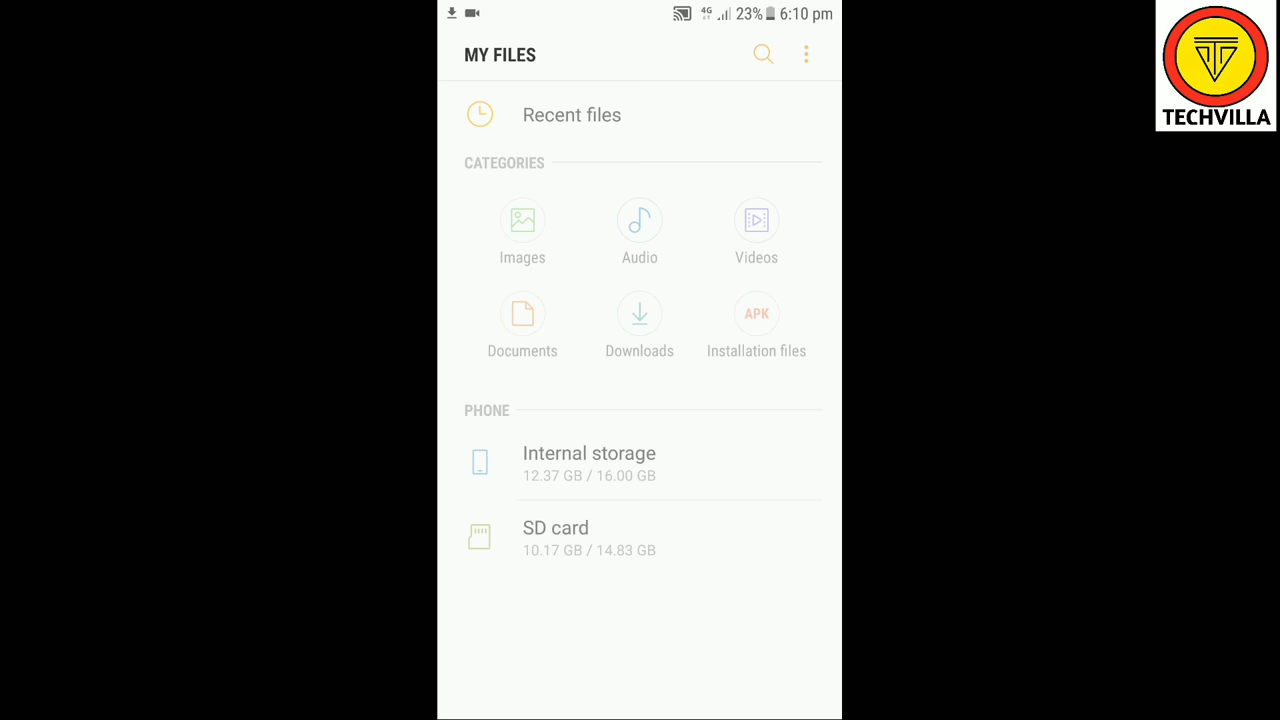 4G 23% 6:10 pm
MY FILES
Recent files
CATEGORIES
Images Audio Videos
APK
Documents Downloads Installation files
PHONE
Internal storage
12.37 GB / 16.00 GB
SD card
10.17 GB / 14.83 GB
TECHVILLA